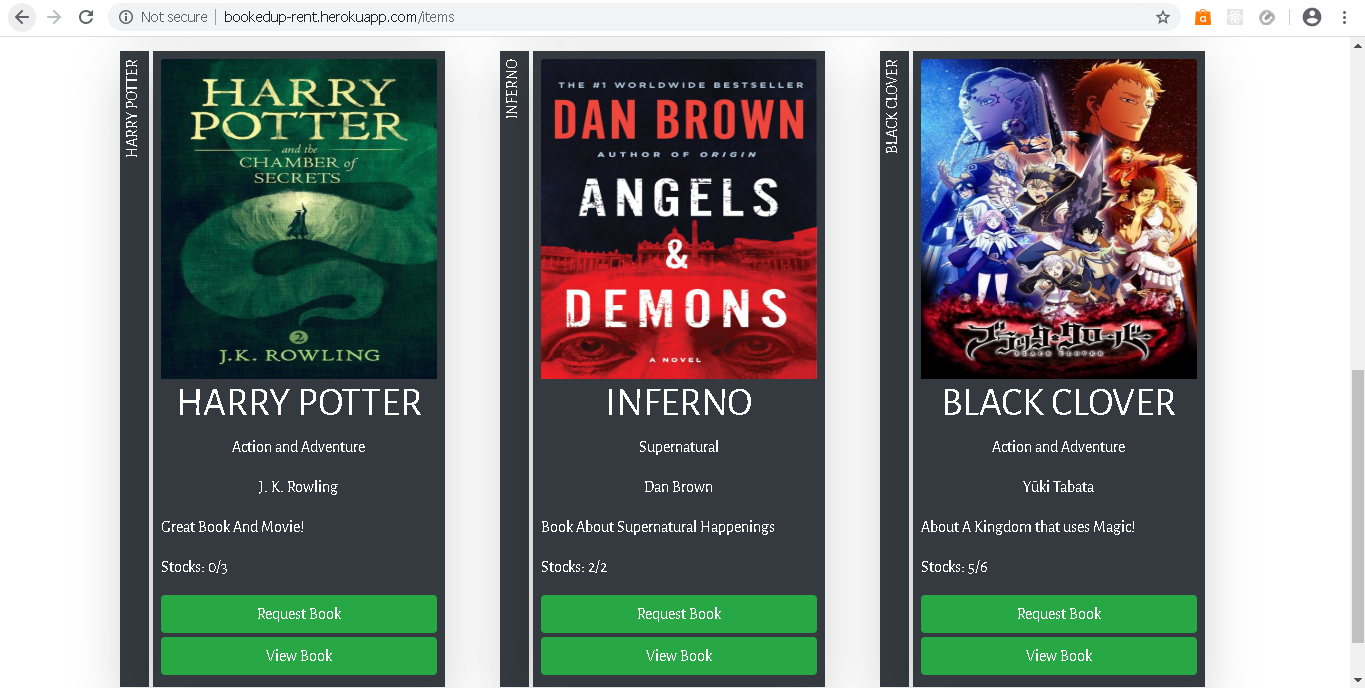 Not secure | bookedup-rent.herokuapp.com/items
HARRY POTTER
HARRY
POTTER
and the
CHAMBER of
SECRETS
2
J.K. ROWLING
HARRY POTTER
Action and Adventure
J. K. Rowling
Great Book And Movie!
Stocks: 0/3
Request Book
View Book
INFERNO
THE #1 WORLDWIDE BESTSELLER
DAN BROWN
AUTHOR OF ORIGIN
ANGELS
&
DEMONS
A NOVEL
INFERNO
Supernatural
Dan Brown
Book About Supernatural Happenings
Stocks: 2/2
Request Book
View Book
BLACK CLOVER
ブラック・クローバー
BLACK CLOVER
BLACK CLOVER
Action and Adventure
Yūki Tabata
About A Kingdom that uses Magic!
Stocks: 5/6
Request Book
View Book